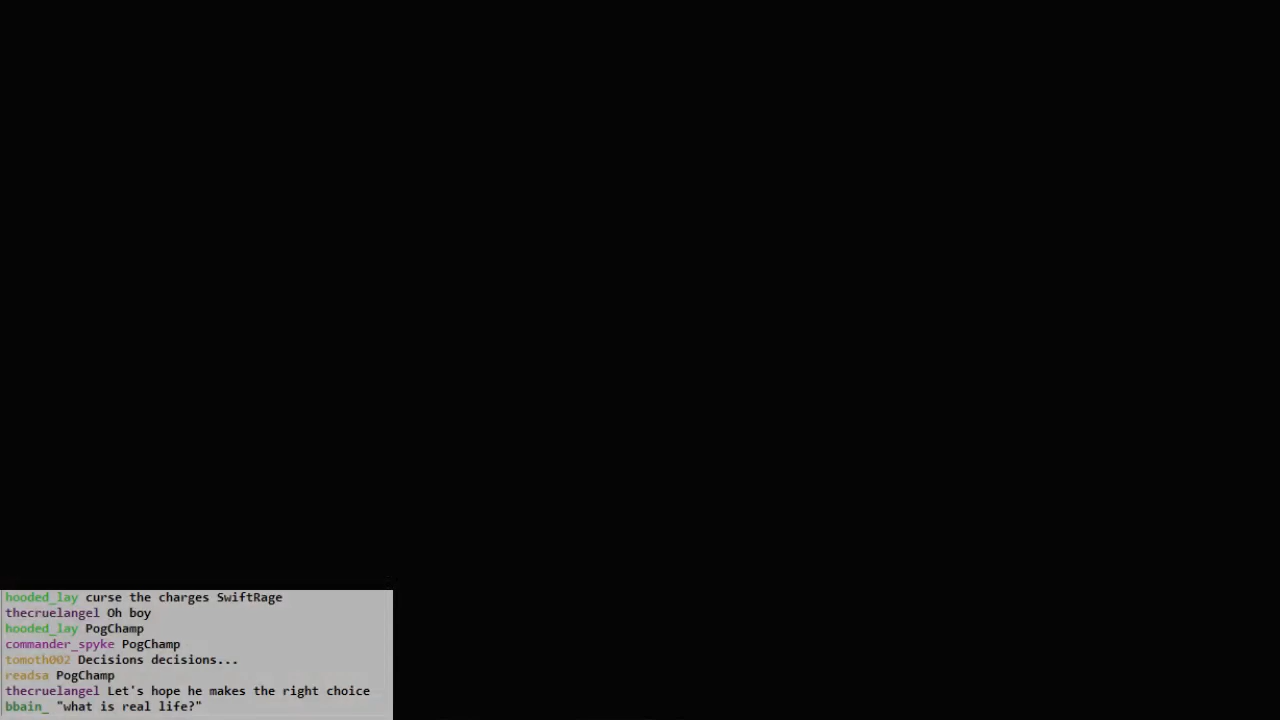 hooded_lay curse the charges SwiftRage
thecruelangel Oh boy
hooded_lay PogChamp
commander_spyke PogChamp
tomoth002 Decisions decisions...
readsa PogChamp
thecruelangel Let's hope he makes the right choice
bbain_ "what is real life?"